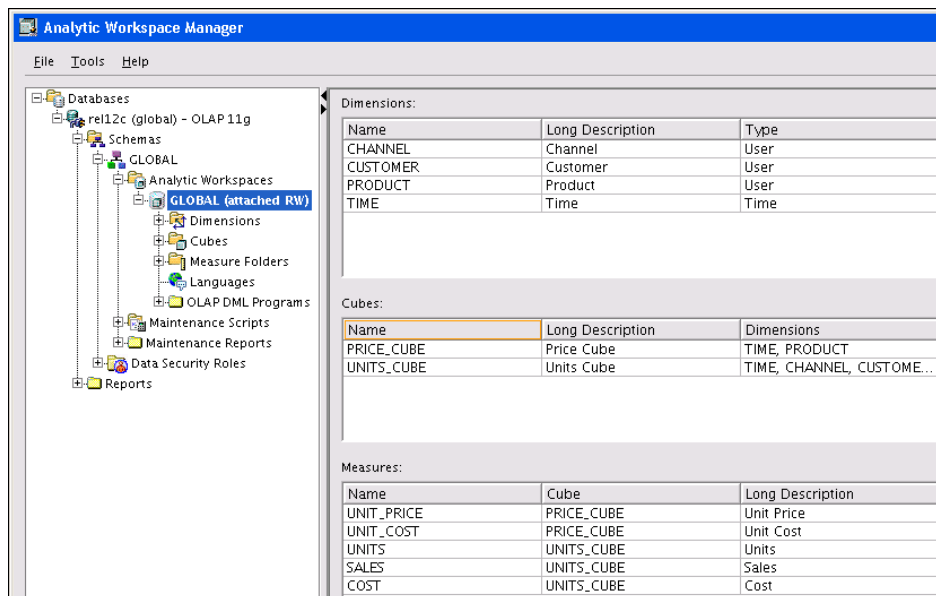 Analytic Workspace Manager
File Tools Help
Databases
rel12c (global) - OLAP 11g
Schemas
GLOBAL
Analytic Workspaces
GLOBAL (attached RW)
Dimensions
Cubes
Measure Folders
Languages
OLAP DML Programs
Maintenance Scripts
Maintenance Reports
Data Security Roles
Reports
Dimensions:
Name Long Description Type
CHANNEL Channel User
CUSTOMER Customer User
PRODUCT Product User
TIME Time Time
Cubes:
Name Long Description Dimensions
PRICE_CUBE Price Cube TIME, PRODUCT
UNITS_CUBE Units Cube TIME, CHANNEL, CUSTOME...
Measures:
Name Cube Long Description
UNIT_PRICE PRICE_CUBE Unit Price
UNIT_COST PRICE_CUBE Unit Cost
UNITS UNITS_CUBE Units
SALES UNITS_CUBE Sales
COST UNITS_CUBE Cost